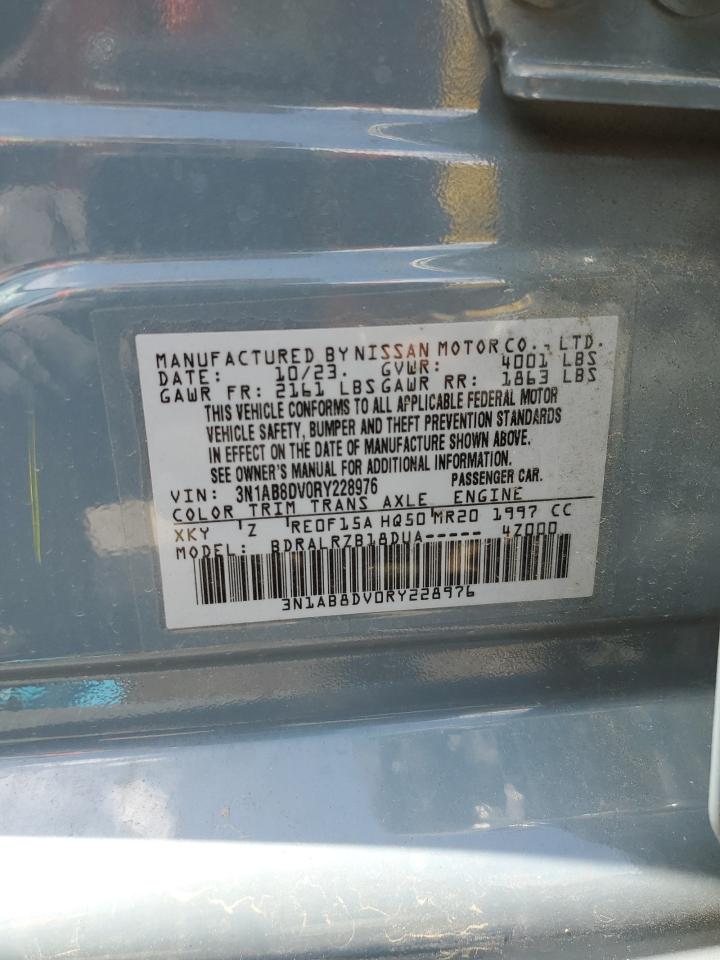 MANUFACTURED BY NISSAN MOTOR CO., LTD.
DATE: 10/23. GVWR: 4001 LBS
GAWR FR: 2161 LBS GAWR RR: 1863 LBS
THIS VEHICLE CONFORMS TO ALL APPLICABLE FEDERAL MOTOR
VEHICLE SAFETY, BUMPER AND THEFT PREVENTION STANDARDS
IN EFFECT ON THE DATE OF MANUFACTURE SHOWN ABOVE.
SEE OWNER'S MANUAL FOR ADDITIONAL INFORMATION.
VIN: 3N1AB8DV0RY228976 PASSENGER CAR.
COLOR TRIM TRANS AXLE ENGINE
XKY Z RE0F15A HQ50 MR20 1997 CC
MODEL: BDRALRZB18DUA----- 4Z000
3N1AB8DV0RY228976